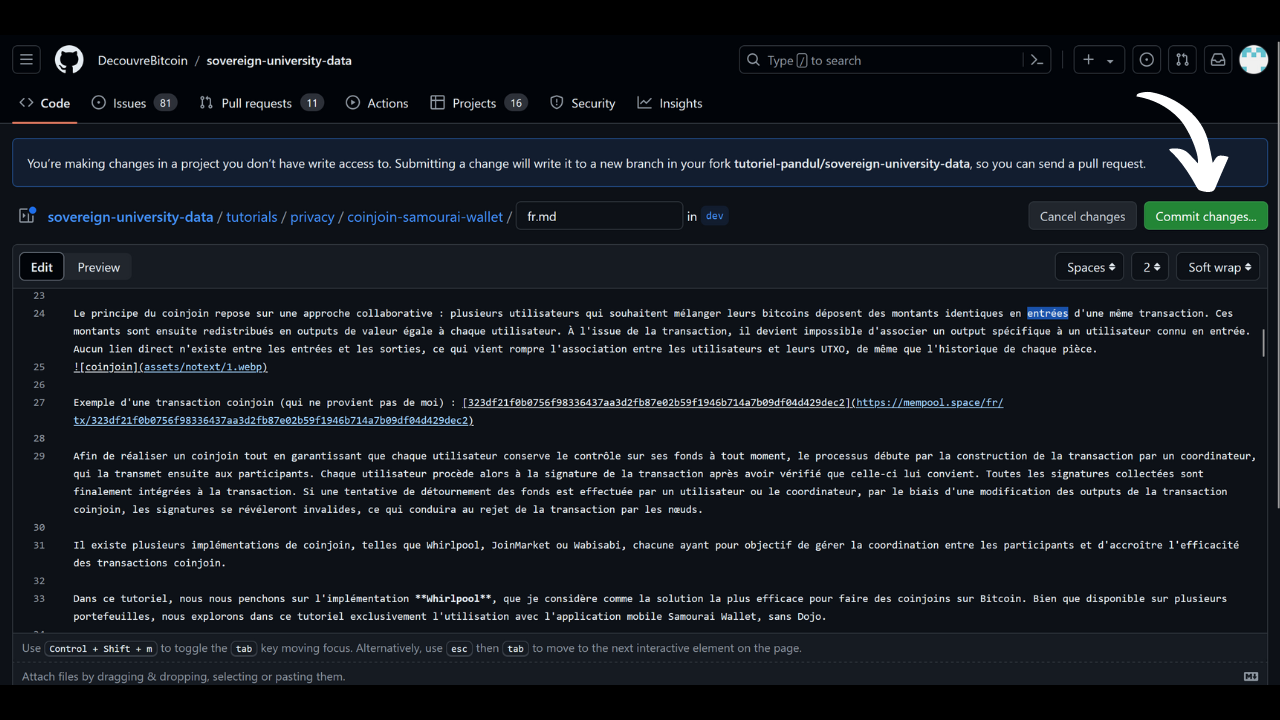 DecouvreBitcoin / sovereign-university-data
Type / to search
Code
Issues 81
Pull requests 11
Actions
Projects 16
Security
Insights
You’re making changes in a project you don’t have write access to. Submitting a change will write it to a new branch in your fork tutoriel-pandul/sovereign-university-data, so you can send a pull request.
sovereign-university-data / tutorials / privacy / coinjoin-samourai-wallet / fr.md in dev
Cancel changes
Commit changes...
Edit
Preview
Spaces
2
Soft wrap
23
24 Le principe du coinjoin repose sur une approche collaborative : plusieurs utilisateurs qui souhaitent mélanger leurs bitcoins déposent des montants identiques en entrées d'une même transaction. Ces
montants sont ensuite redistribués en outputs de valeur égale à chaque utilisateur. À l'issue de la transaction, il devient impossible d'associer un output spécifique à un utilisateur connu en entrée.
Aucun lien direct n'existe entre les entrées et les sorties, ce qui vient rompre l'association entre les utilisateurs et leurs UTXO, de même que l'historique de chaque pièce.
25 ![coinjoin](assets/notext/1.webp)
26
27 Exemple d'une transaction coinjoin (qui ne provient pas de moi) : [323df21f0b0756f98336437aa3d2fb87e02b59f1946b714a7b09df04d429dec2](https://mempool.space/fr/
tx/323df21f0b0756f98336437aa3d2fb87e02b59f1946b714a7b09df04d429dec2)
28
29 Afin de réaliser un coinjoin tout en garantissant que chaque utilisateur conserve le contrôle sur ses fonds à tout moment, le processus débute par la construction de la transaction par un coordinateur,
qui la transmet ensuite aux participants. Chaque utilisateur procède alors à la signature de la transaction après avoir vérifié que celle-ci lui convient. Toutes les signatures collectées sont
finalement intégrées à la transaction. Si une tentative de détournement des fonds est effectuée par un utilisateur ou le coordinateur, par le biais d'une modification des outputs de la transaction
coinjoin, les signatures se révéleront invalides, ce qui conduira au rejet de la transaction par les nœuds.
30
31 Il existe plusieurs implémentations de coinjoin, telles que Whirlpool, JoinMarket ou Wabisabi, chacune ayant pour objectif de gérer la coordination entre les participants et d'accroître l'efficacité
des transactions coinjoin.
32
33 Dans ce tutoriel, nous nous penchons sur l'implémentation **Whirlpool**, que je considère comme la solution la plus efficace pour faire des coinjoins sur Bitcoin. Bien que disponible sur plusieurs
portefeuilles, nous explorons dans ce tutoriel exclusivement l'utilisation avec l'application mobile Samourai Wallet, sans Dojo.
Use Control + Shift + m to toggle the tab key moving focus. Alternatively, use esc then tab to move to the next interactive element on the page.
Attach files by dragging & dropping, selecting or pasting them.